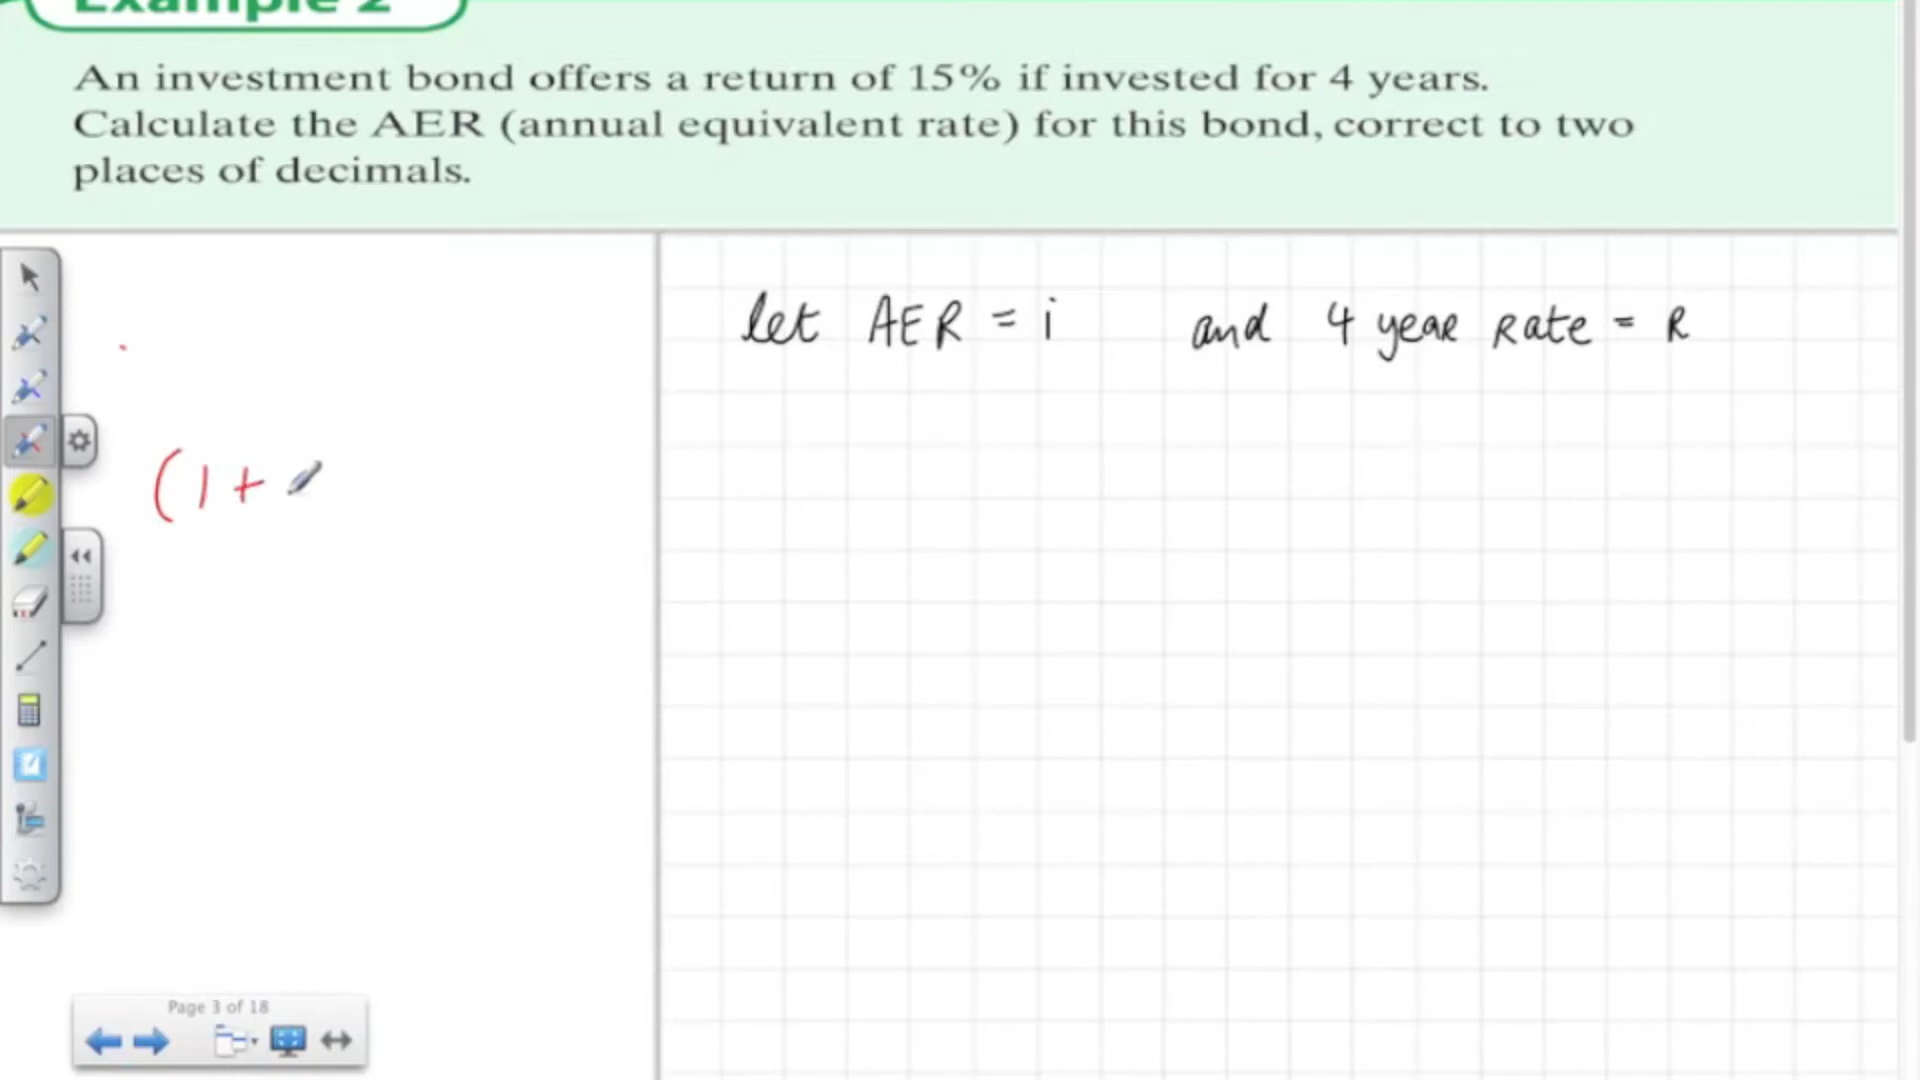 Example 2
An investment bond offers a return of 15% if invested for 4 years.
Calculate the AER (annual equivalent rate) for this bond, correct to two
places of decimals.
let AER = i and 4 year rate = R
(1 +
Page 3 of 18